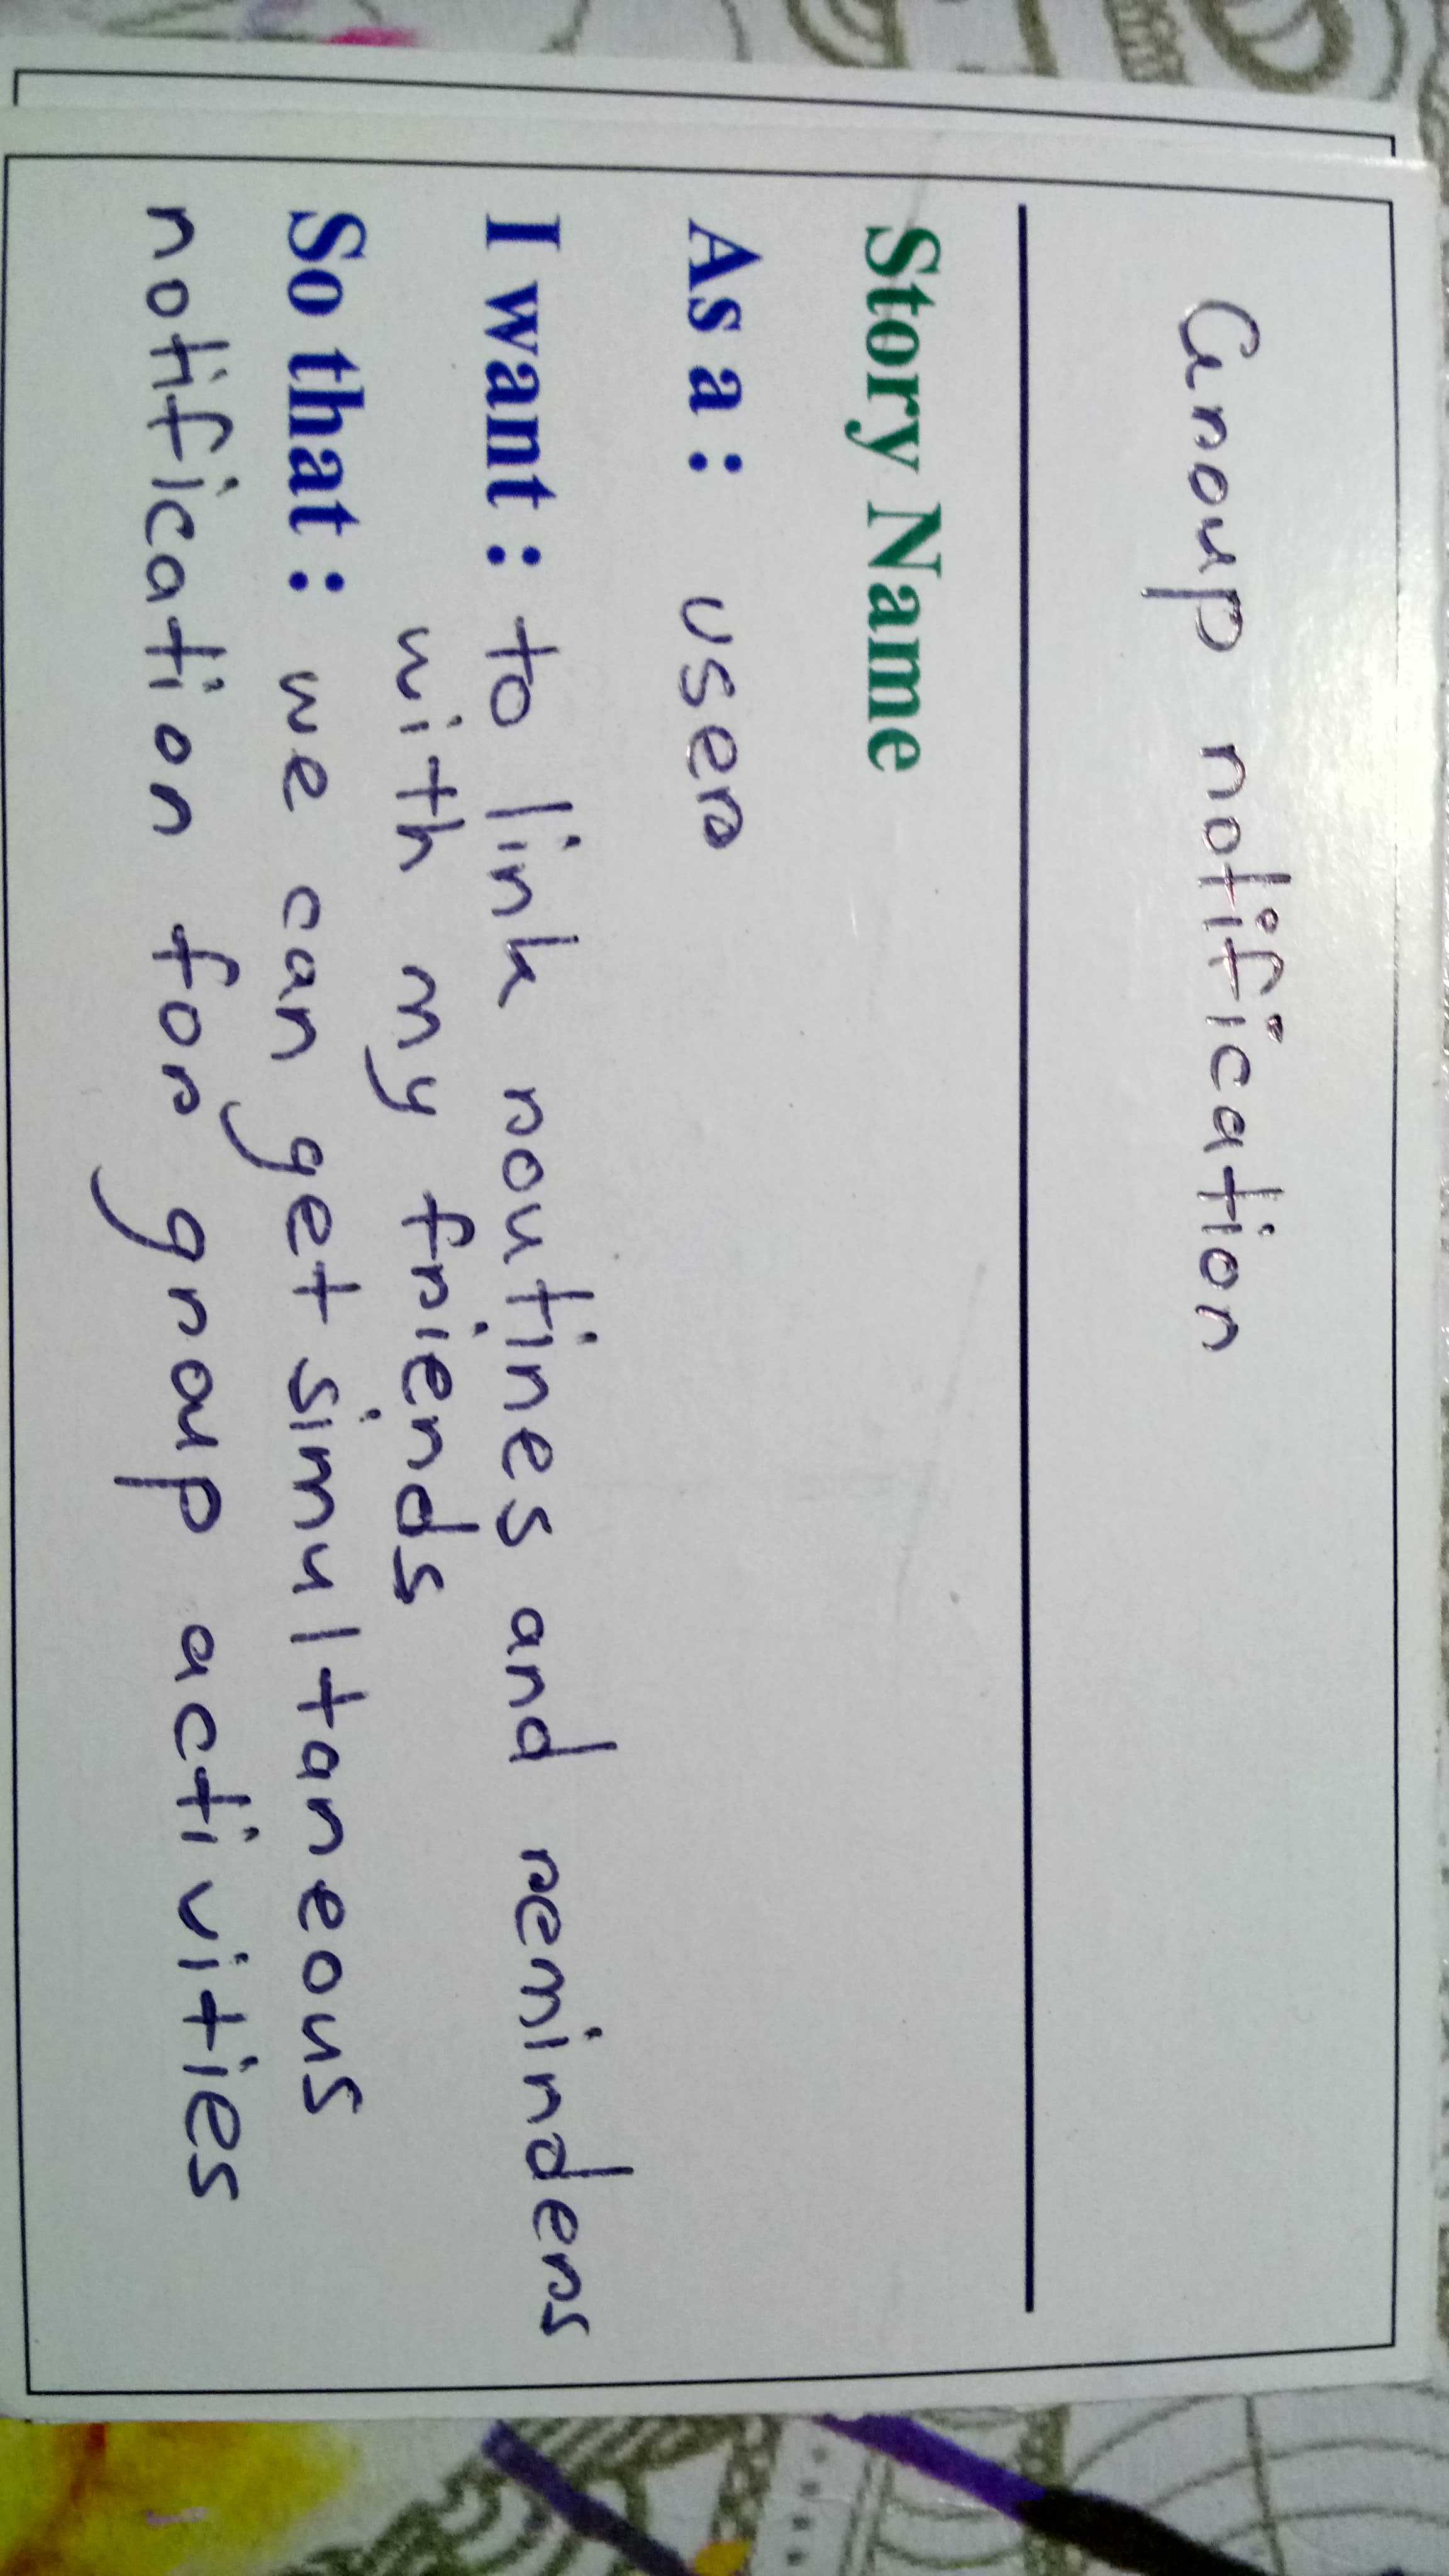 Group notification
Story Name
As a : user
I want : to link routines and reminders
with my friends
So that : we can get simultaneous
notification for group activities